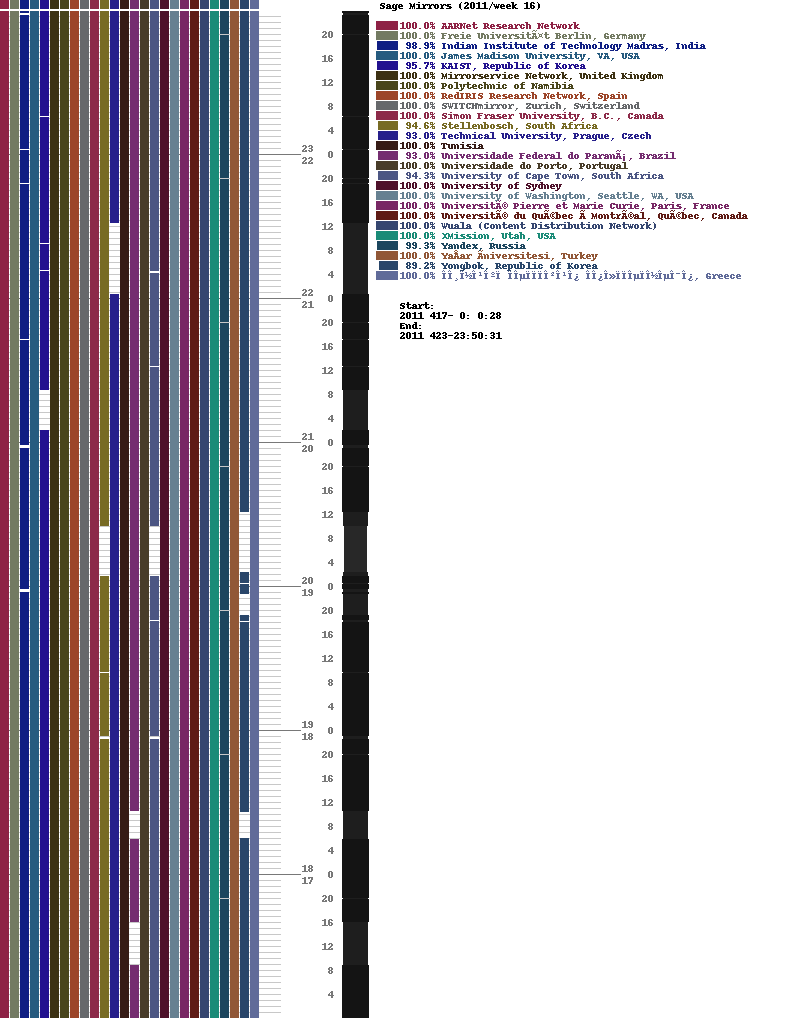 Sage Mirrors (2011/week 16)
100.0% AARNet Research Network
100.0% Freie UniversitÃ¤t Berlin, Germany
98.9% Indian Institute of Technology Madras, India
100.0% James Madison University, VA, USA
95.7% KAIST, Republic of Korea
100.0% Mirrorservice Network, United Kingdom
100.0% Polytechnic of Namibia
100.0% RedIRIS Research Network, Spain
100.0% SWITCHmirror, Zurich, Switzerland
100.0% Simon Fraser University, B.C., Canada
94.6% Stellenbosch, South Africa
93.0% Technical University, Prague, Czech
100.0% Tunisia
93.0% Universidade Federal do ParanÃ¡, Brazil
100.0% Universidade do Porto, Portugal
94.3% University of Cape Town, South Africa
100.0% University of Sydney
100.0% University of Washington, Seattle, WA, USA
100.0% UniversitÃ© Pierre et Marie Curie, Paris, France
100.0% UniversitÃ© du QuÃ©bec Ã MontrÃ©al, QuÃ©bec, Canada
100.0% Wuala (Content Distribution Network)
100.0% XMission, Utah, USA
99.3% Yandex, Russia
100.0% YaÅar Ãniversitesi, Turkey
89.2% Yongbok, Republic of Korea
100.0% , Greece
Start:
2011 417- 0: 0:28
End:
2011 423-23:50:31
20
16
12
8
4
23 0
22
20
16
12
8
4
22 0
21
20
16
12
8
4
21 0
20
20
16
12
8
4
20 0
19
20
16
12
8
4
19 0
18
20
16
12
8
4
18 0
17
20
16
12
8
4